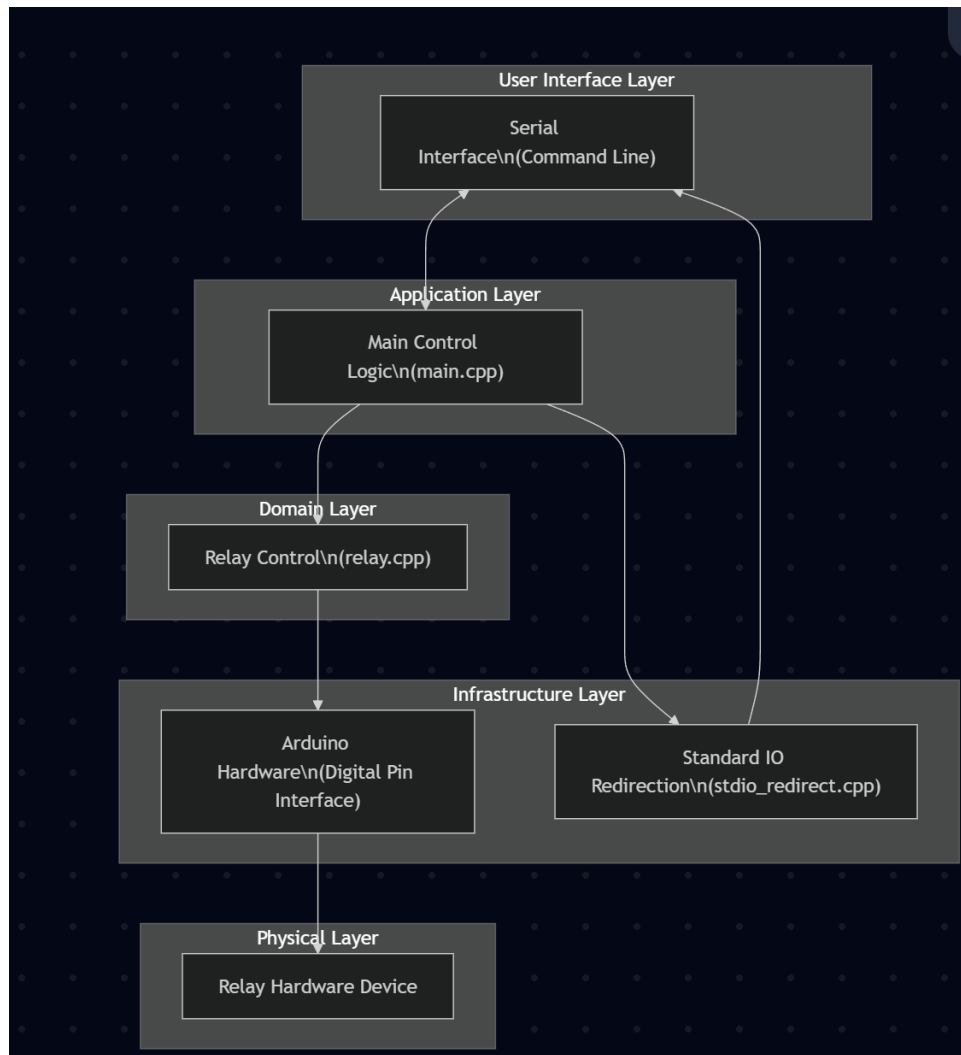 User Interface Layer
Serial
Interface\n(Command Line)
Application Layer
Main Control
Logic\n(main.cpp)
Domain Layer
Relay Control\n(relay.cpp)
Infrastructure Layer
Arduino
Hardware\n(Digital Pin
Interface)
Standard IO
Redirection\n(stdio_redirect.cpp)
Physical Layer
Relay Hardware Device